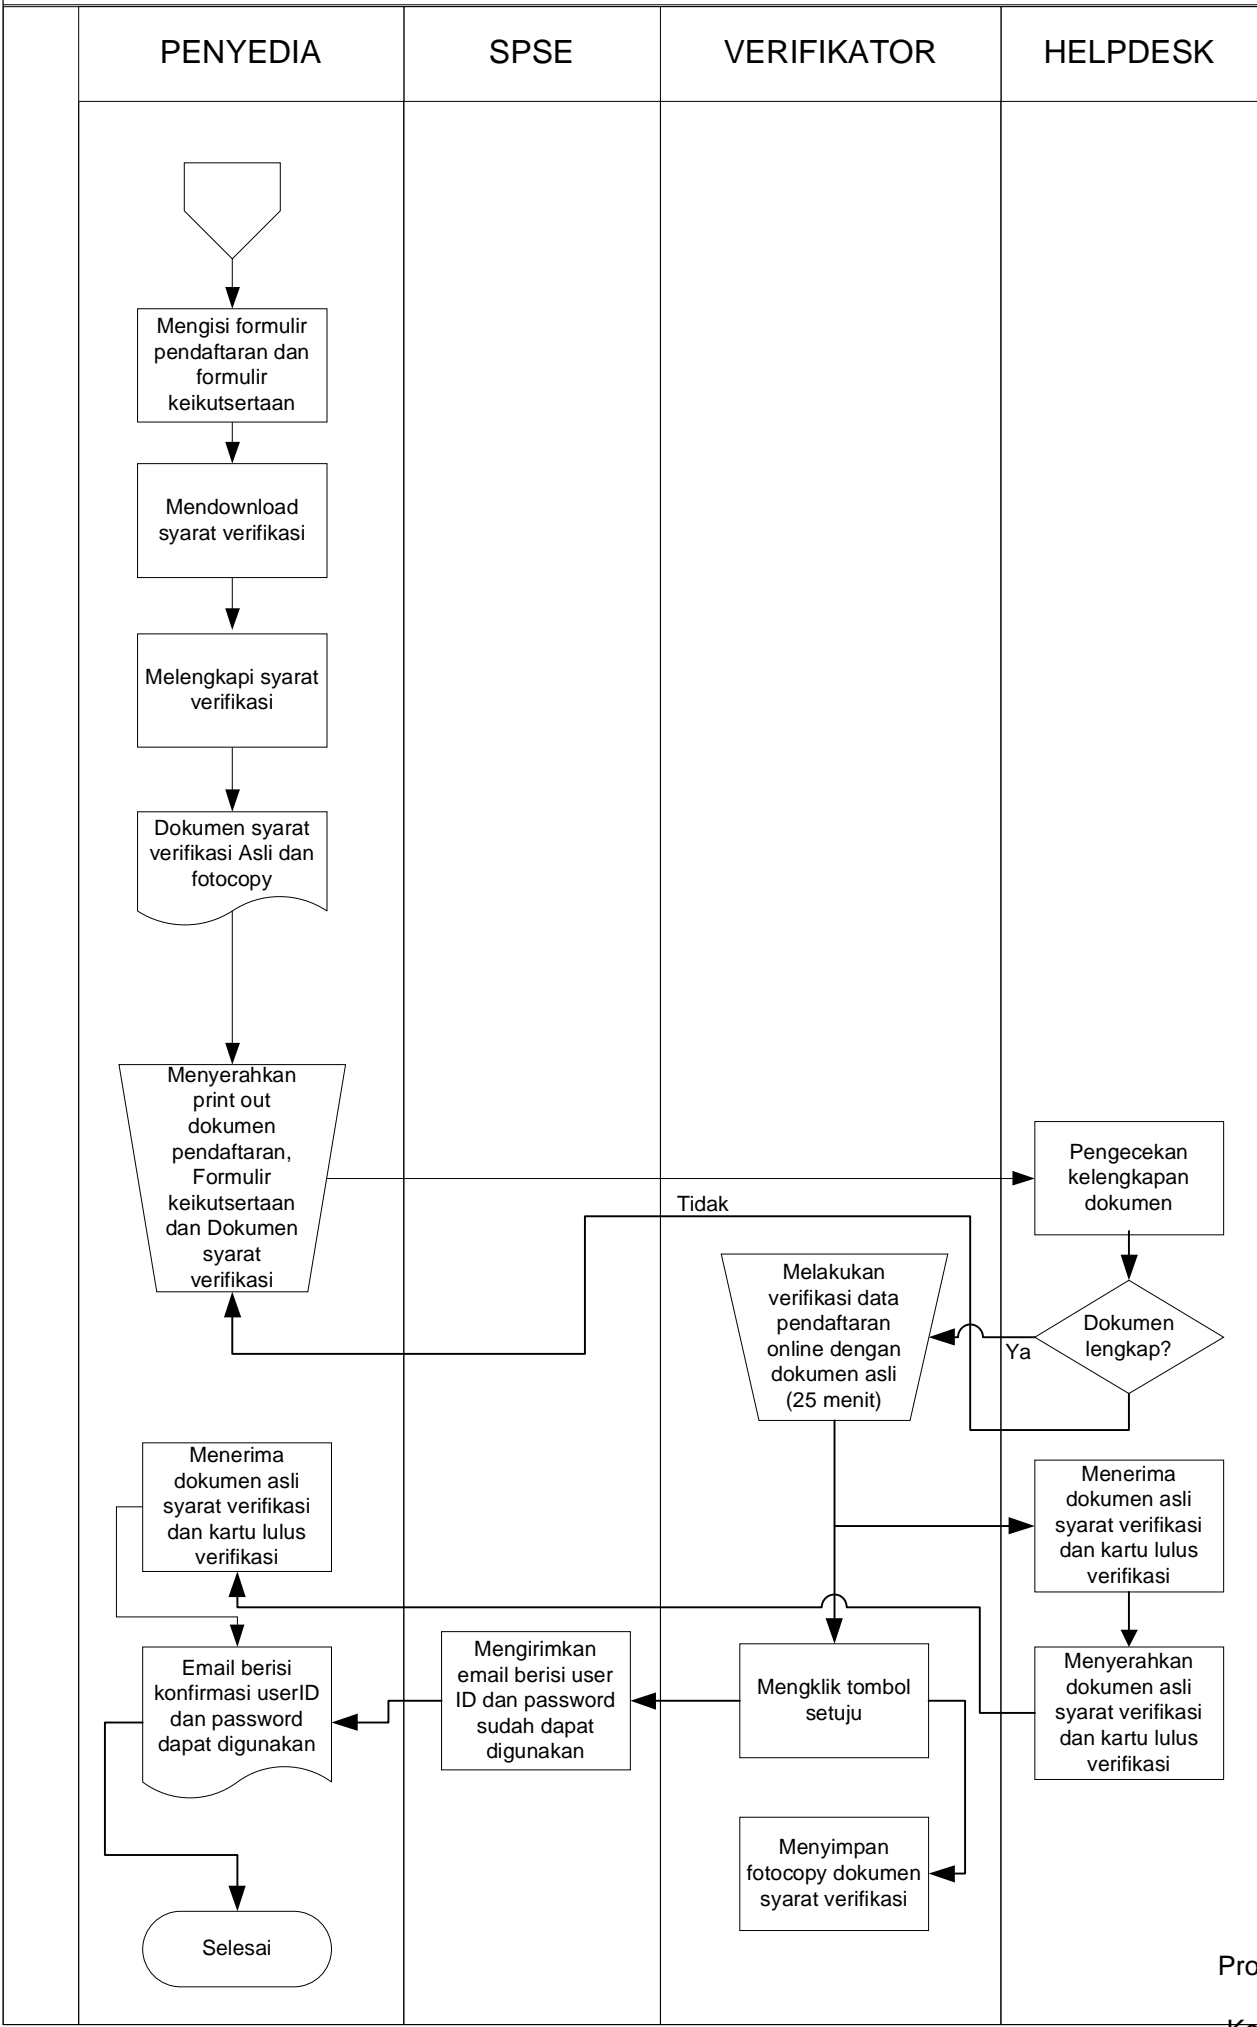 PENYEDIA
SPSE
VERIFIKATOR
HELPDESK
Mengisi formulir
pendaftaran dan
formulir
keikutsertaan
Mendownload
syarat verifikasi
Melengkapi syarat
verifikasi
Dokumen syarat
verifikasi Asli dan
fotocopy
Menyerahkan
print out
dokumen
pendaftaran,
Formulir
keikutsertaan
dan Dokumen
syarat
verifikasi
Pengecekan
kelengkapan
dokumen
Tidak
Melakukan
verifikasi data
pendaftaran
online dengan
dokumen asli
(25 menit)
Ya
Dokumen
lengkap?
Menerima
dokumen asli
syarat verifikasi
dan kartu lulus
verifikasi
Menerima
dokumen asli
syarat verifikasi
dan kartu lulus
verifikasi
Email berisi
konfirmasi userID
dan password
dapat digunakan
Mengirimkan
email berisi user
ID dan password
sudah dapat
digunakan
Mengklik tombol
setuju
Menyerahkan
dokumen asli
syarat verifikasi
dan kartu lulus
verifikasi
Menyimpan
fotocopy dokumen
syarat verifikasi
Selesai
Pro